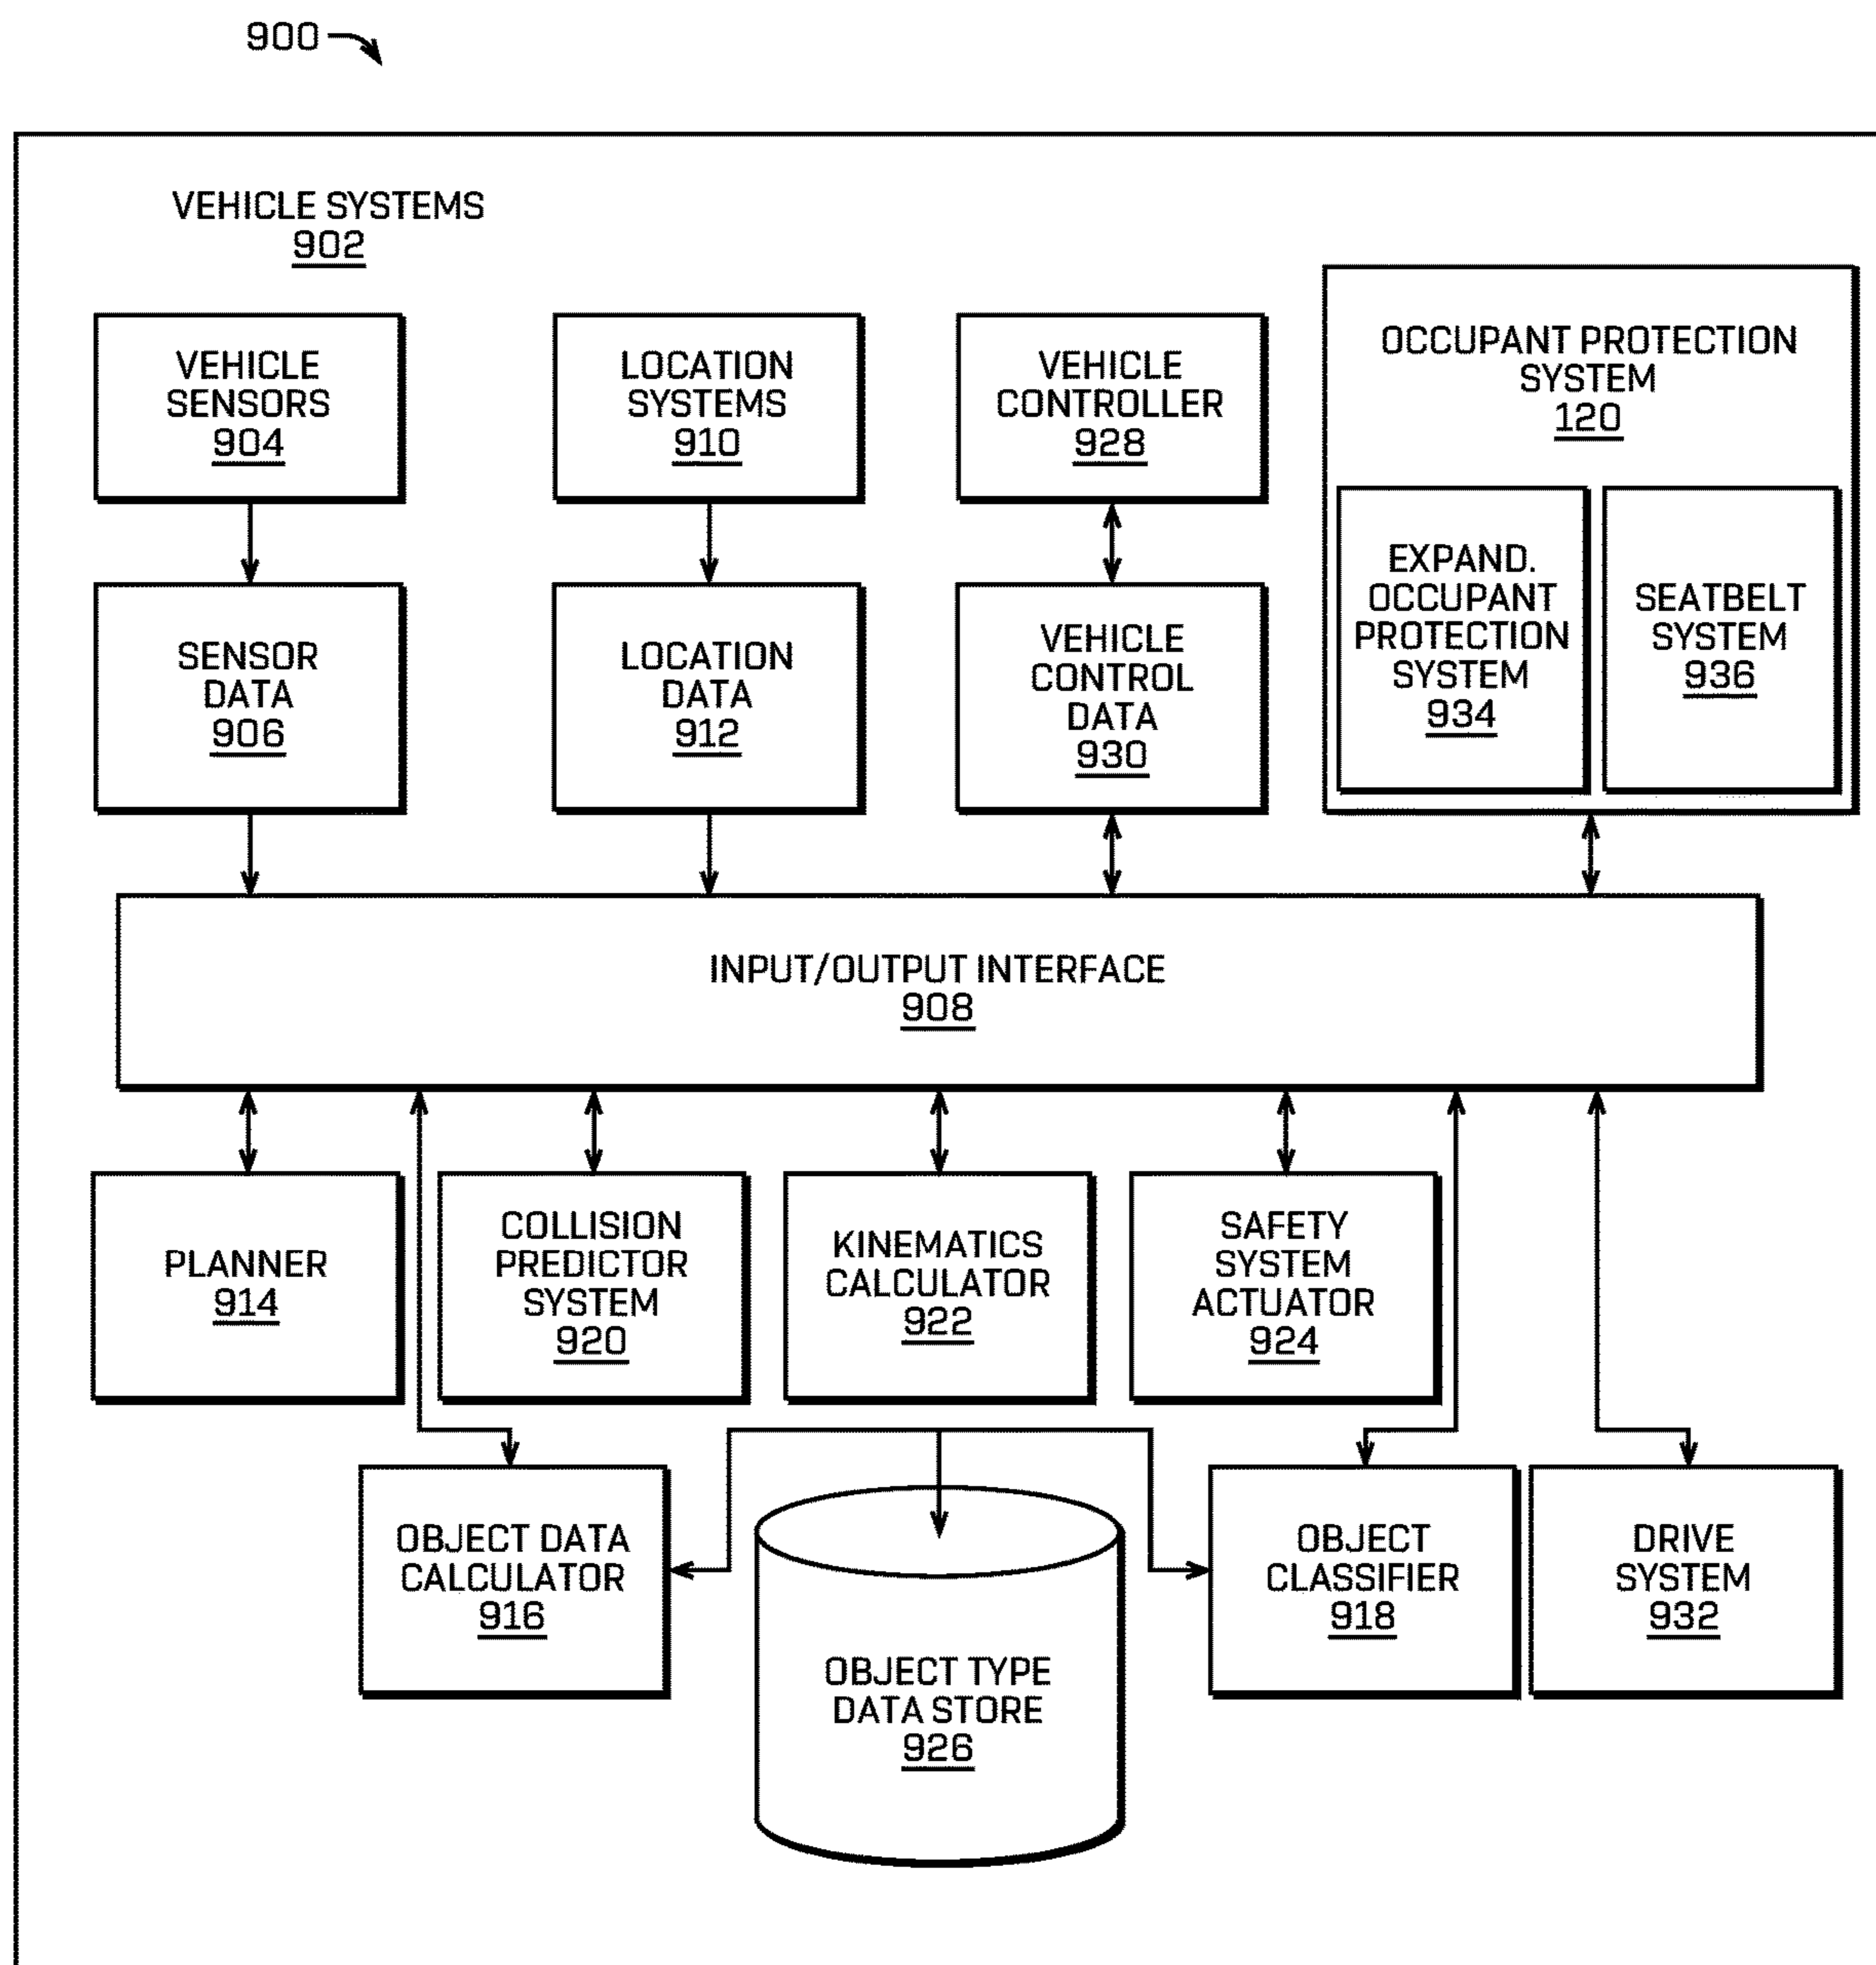 900
VEHICLE SYSTEMS
902
VEHICLE
SENSORS
904
LOCATION
SYSTEMS
910
VEHICLE
CONTROLLER
928
OCCUPANT PROTECTION
SYSTEM
120
EXPAND.
OCCUPANT
PROTECTION
SYSTEM
934
SEATBELT
SYSTEM
936
SENSOR
DATA
906
LOCATION
DATA
912
VEHICLE
CONTROL
DATA
930
INPUT/OUTPUT INTERFACE
908
PLANNER
914
COLLISION
PREDICTOR
SYSTEM
920
KINEMATICS
CALCULATOR
922
SAFETY
SYSTEM
ACTUATOR
924
OBJECT DATA
CALCULATOR
916
OBJECT TYPE
DATA STORE
926
OBJECT
CLASSIFIER
918
DRIVE
SYSTEM
932